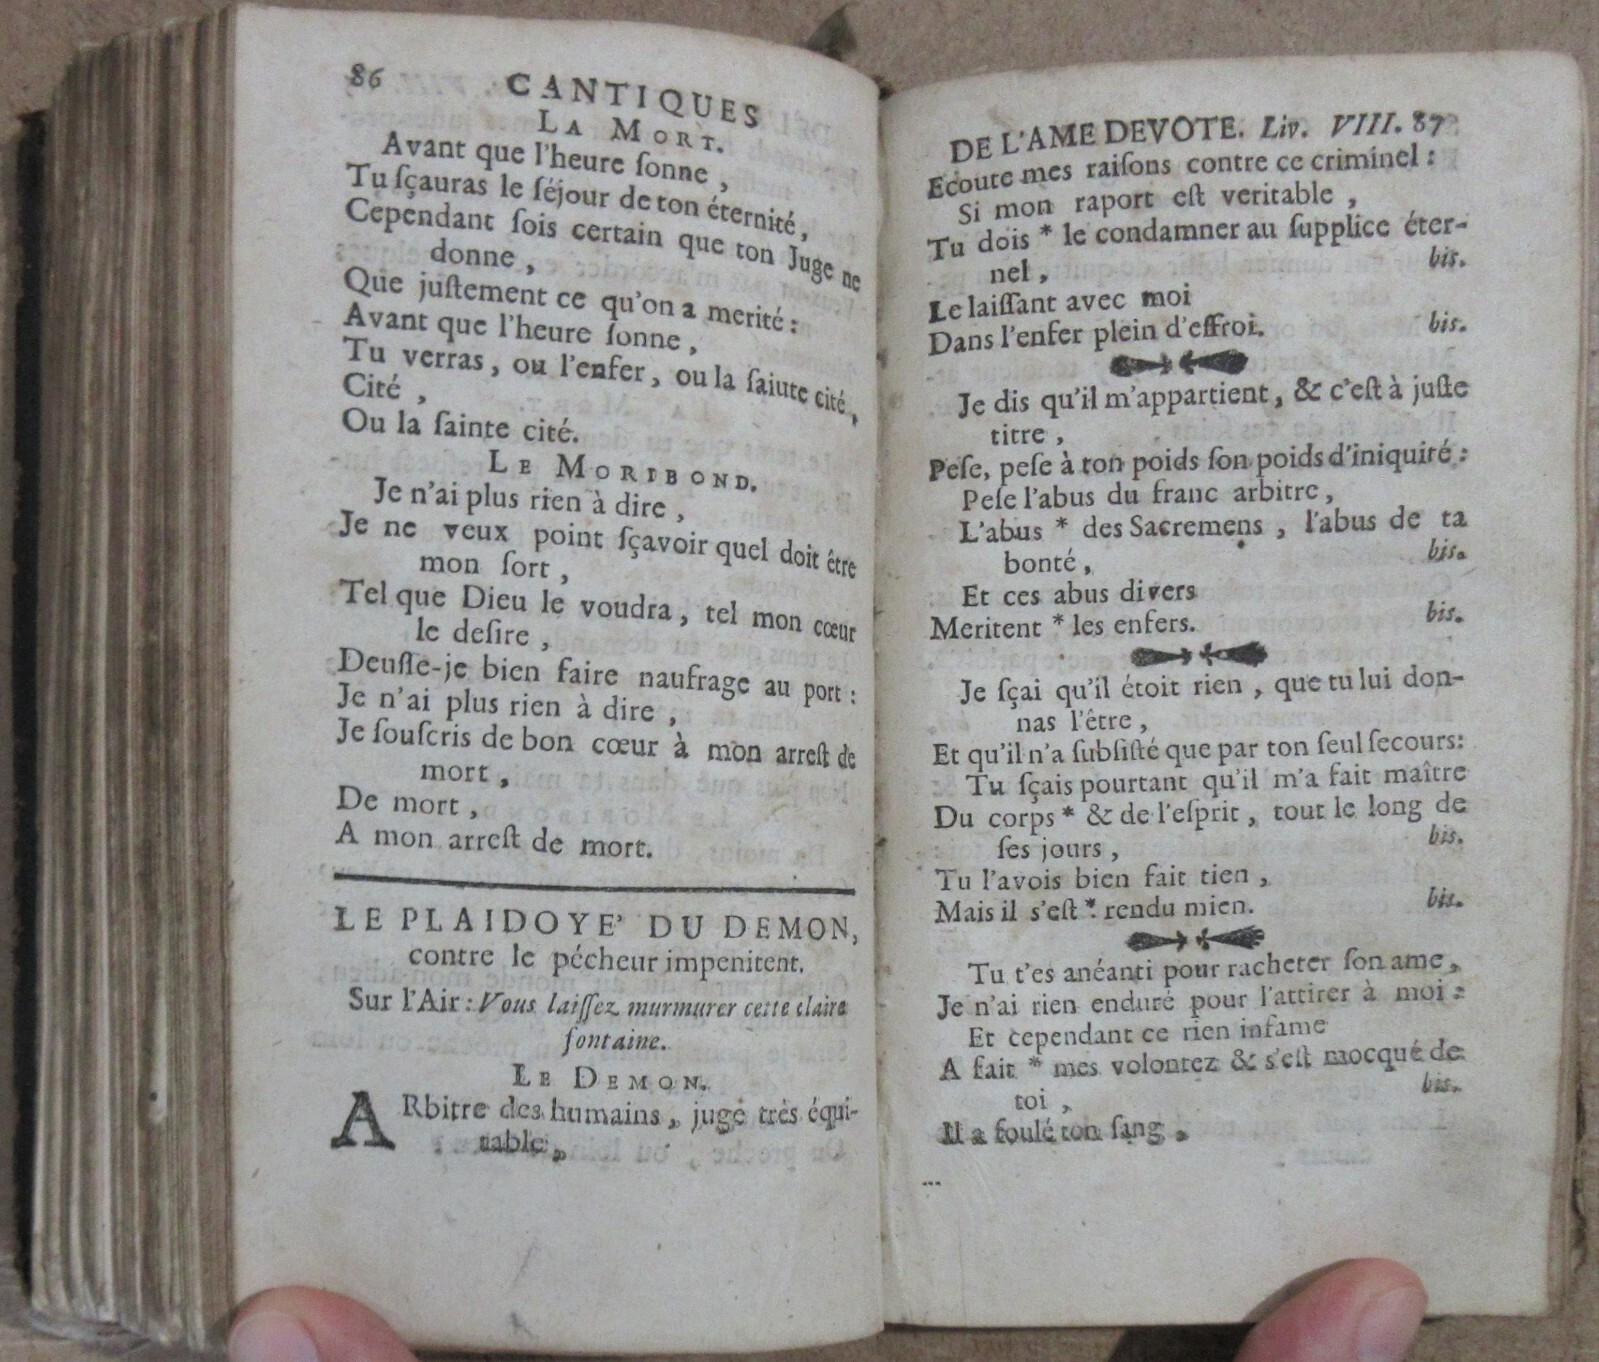 86 CANTIQUES
LA MORT.
Avant que l'heure ſonne ,
Tu ſçauras le ſéjour de ton éternité,
Cependant ſois certain que ton Juge ne
donne ,
Que juſtement ce qu'on a merité :
Avant que l'heure ſonne ,
Tu verras , ou l'enfer , ou la ſaiute cité ,
Cité ,
Ou la ſainte cité.
LE MORIBOND.
Je n'ai plus rien à dire ,
Je ne veux point ſçavoir quel doit être
mon ſort ,
Tel que Dieu le voudra , tel mon cœur
le deſire ,
Deuſſe-je bien faire naufrage au port :
Je n'ai plus rien à dire ,
Je ſouſcris de bon cœur à mon arreſt de
mort ,
De mort ,
A mon arreſt de mort.
LE PLAIDOYE' DU DEMON,
contre le pécheur impenitent.
Sur l'Air : Vous laiſſez murmurer cette claire
fontaine.
LE DEMON.
ARbitre des humains , juge très équi-
table ,
DE L'AME DEVOTE. Liv. VIII. 87
Ecoute mes raiſons contre ce criminel :
Si mon raport eſt veritable ,
Tu dois * le condamner au ſupplice éter-
nel , bis.
Le laiſſant avec moi
Dans l'enfer plein d'effroi. bis.
Je dis qu'il m'appartient , & c'eſt à juſte
titre ,
Peſe, peſe à ton poids ſon poids d'iniquité :
Peſe l'abus du franc arbitre ,
L'abus * des Sacremens , l'abus de ta
bonté , bis.
Et ces abus divers
Meritent * les enfers. bis.
Je ſçai qu'il étoit rien , que tu lui don-
nas l'être ,
Et qu'il n'a ſubſiſté que par ton ſeul ſecours:
Tu ſçais pourtant qu'il m'a fait maître
Du corps * & de l'eſprit , tout le long de
ſes jours , bis.
Tu l'avois bien fait tien ,
Mais il s'eſt * rendu mien. bis.
Tu t'es anéanti pour racheter ſon ame ,
Je n'ai rien enduré pour l'attirer à moi :
Et cependant ce rien infame
A fait * mes volontez & s'eſt mocqué de
toi , bis.
Il a foulé ton ſang ,